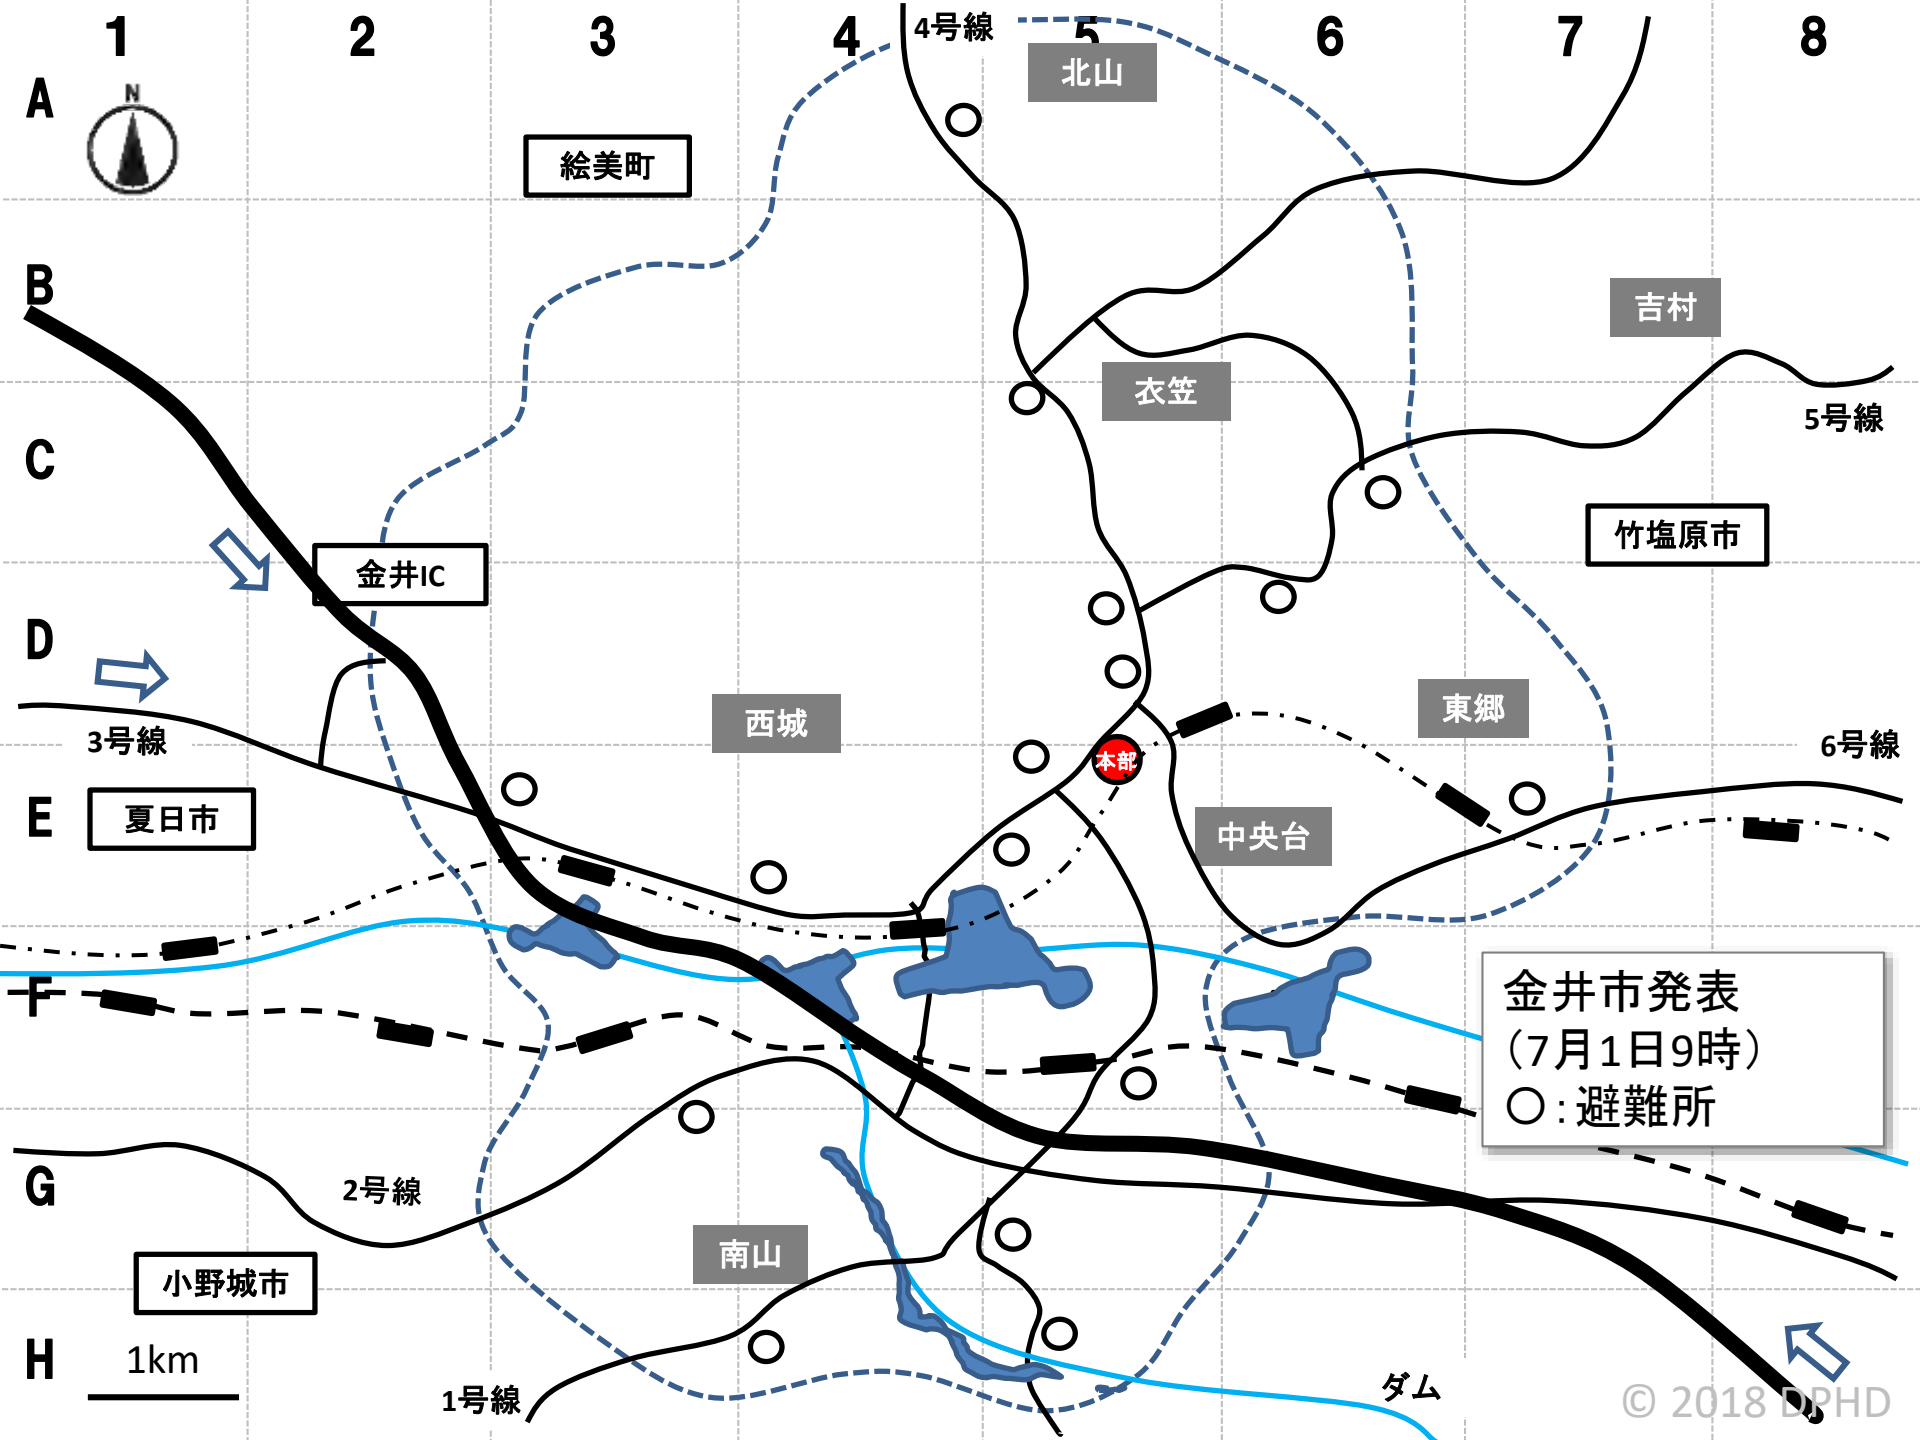 1 2 3 4 5 6 7 8
4号線
北山
A
N
絵美町
B
吉村
衣笠
5号線
C
竹塩原市
金井IC
D
西城
東郷
3号線
6号線
本部
E
夏日市
中央台
F
金井市発表
（7月1日9時）
○：避難所
G
2号線
南山
小野城市
H
1km
1号線
ダム
© 2018 DPHD